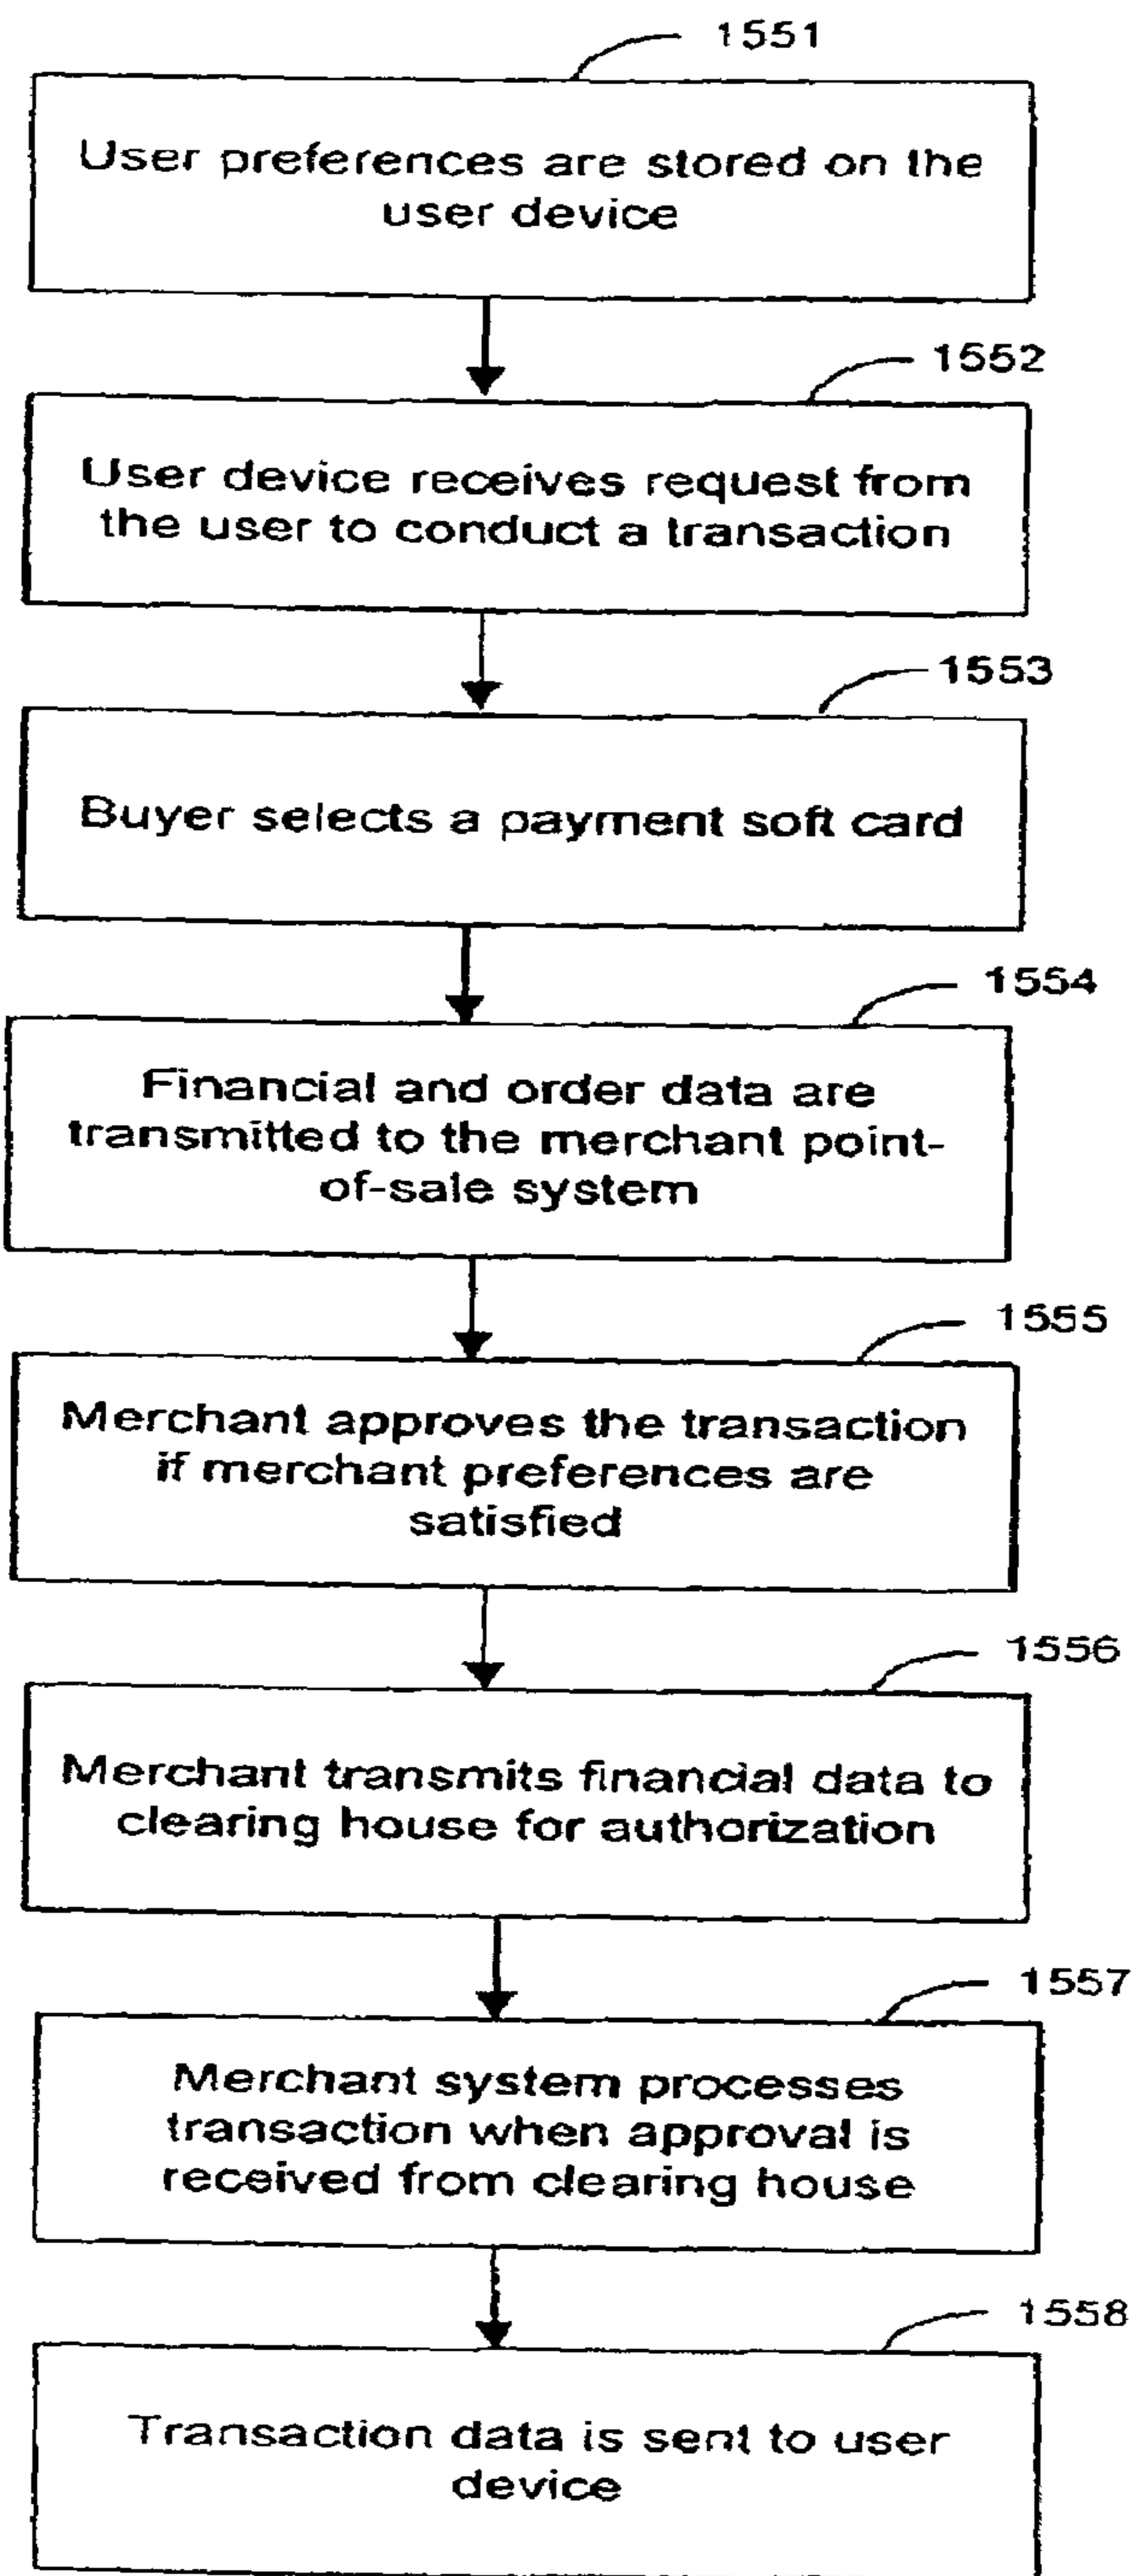 1551
User preferences are stored on the
user device
1552
User device receives request from
the user to conduct a transaction
1553
Buyer selects a payment soft card
1554
Financial and order data are
transmitted to the merchant point-
of-sale system
1555
Merchant approves the transaction
if merchant preferences are
satisfied
1556
Merchant transmits financial data to
clearing house for authorization
1557
Merchant system processes
transaction when approval is
received from clearing house
1558
Transaction data is sent to user
device